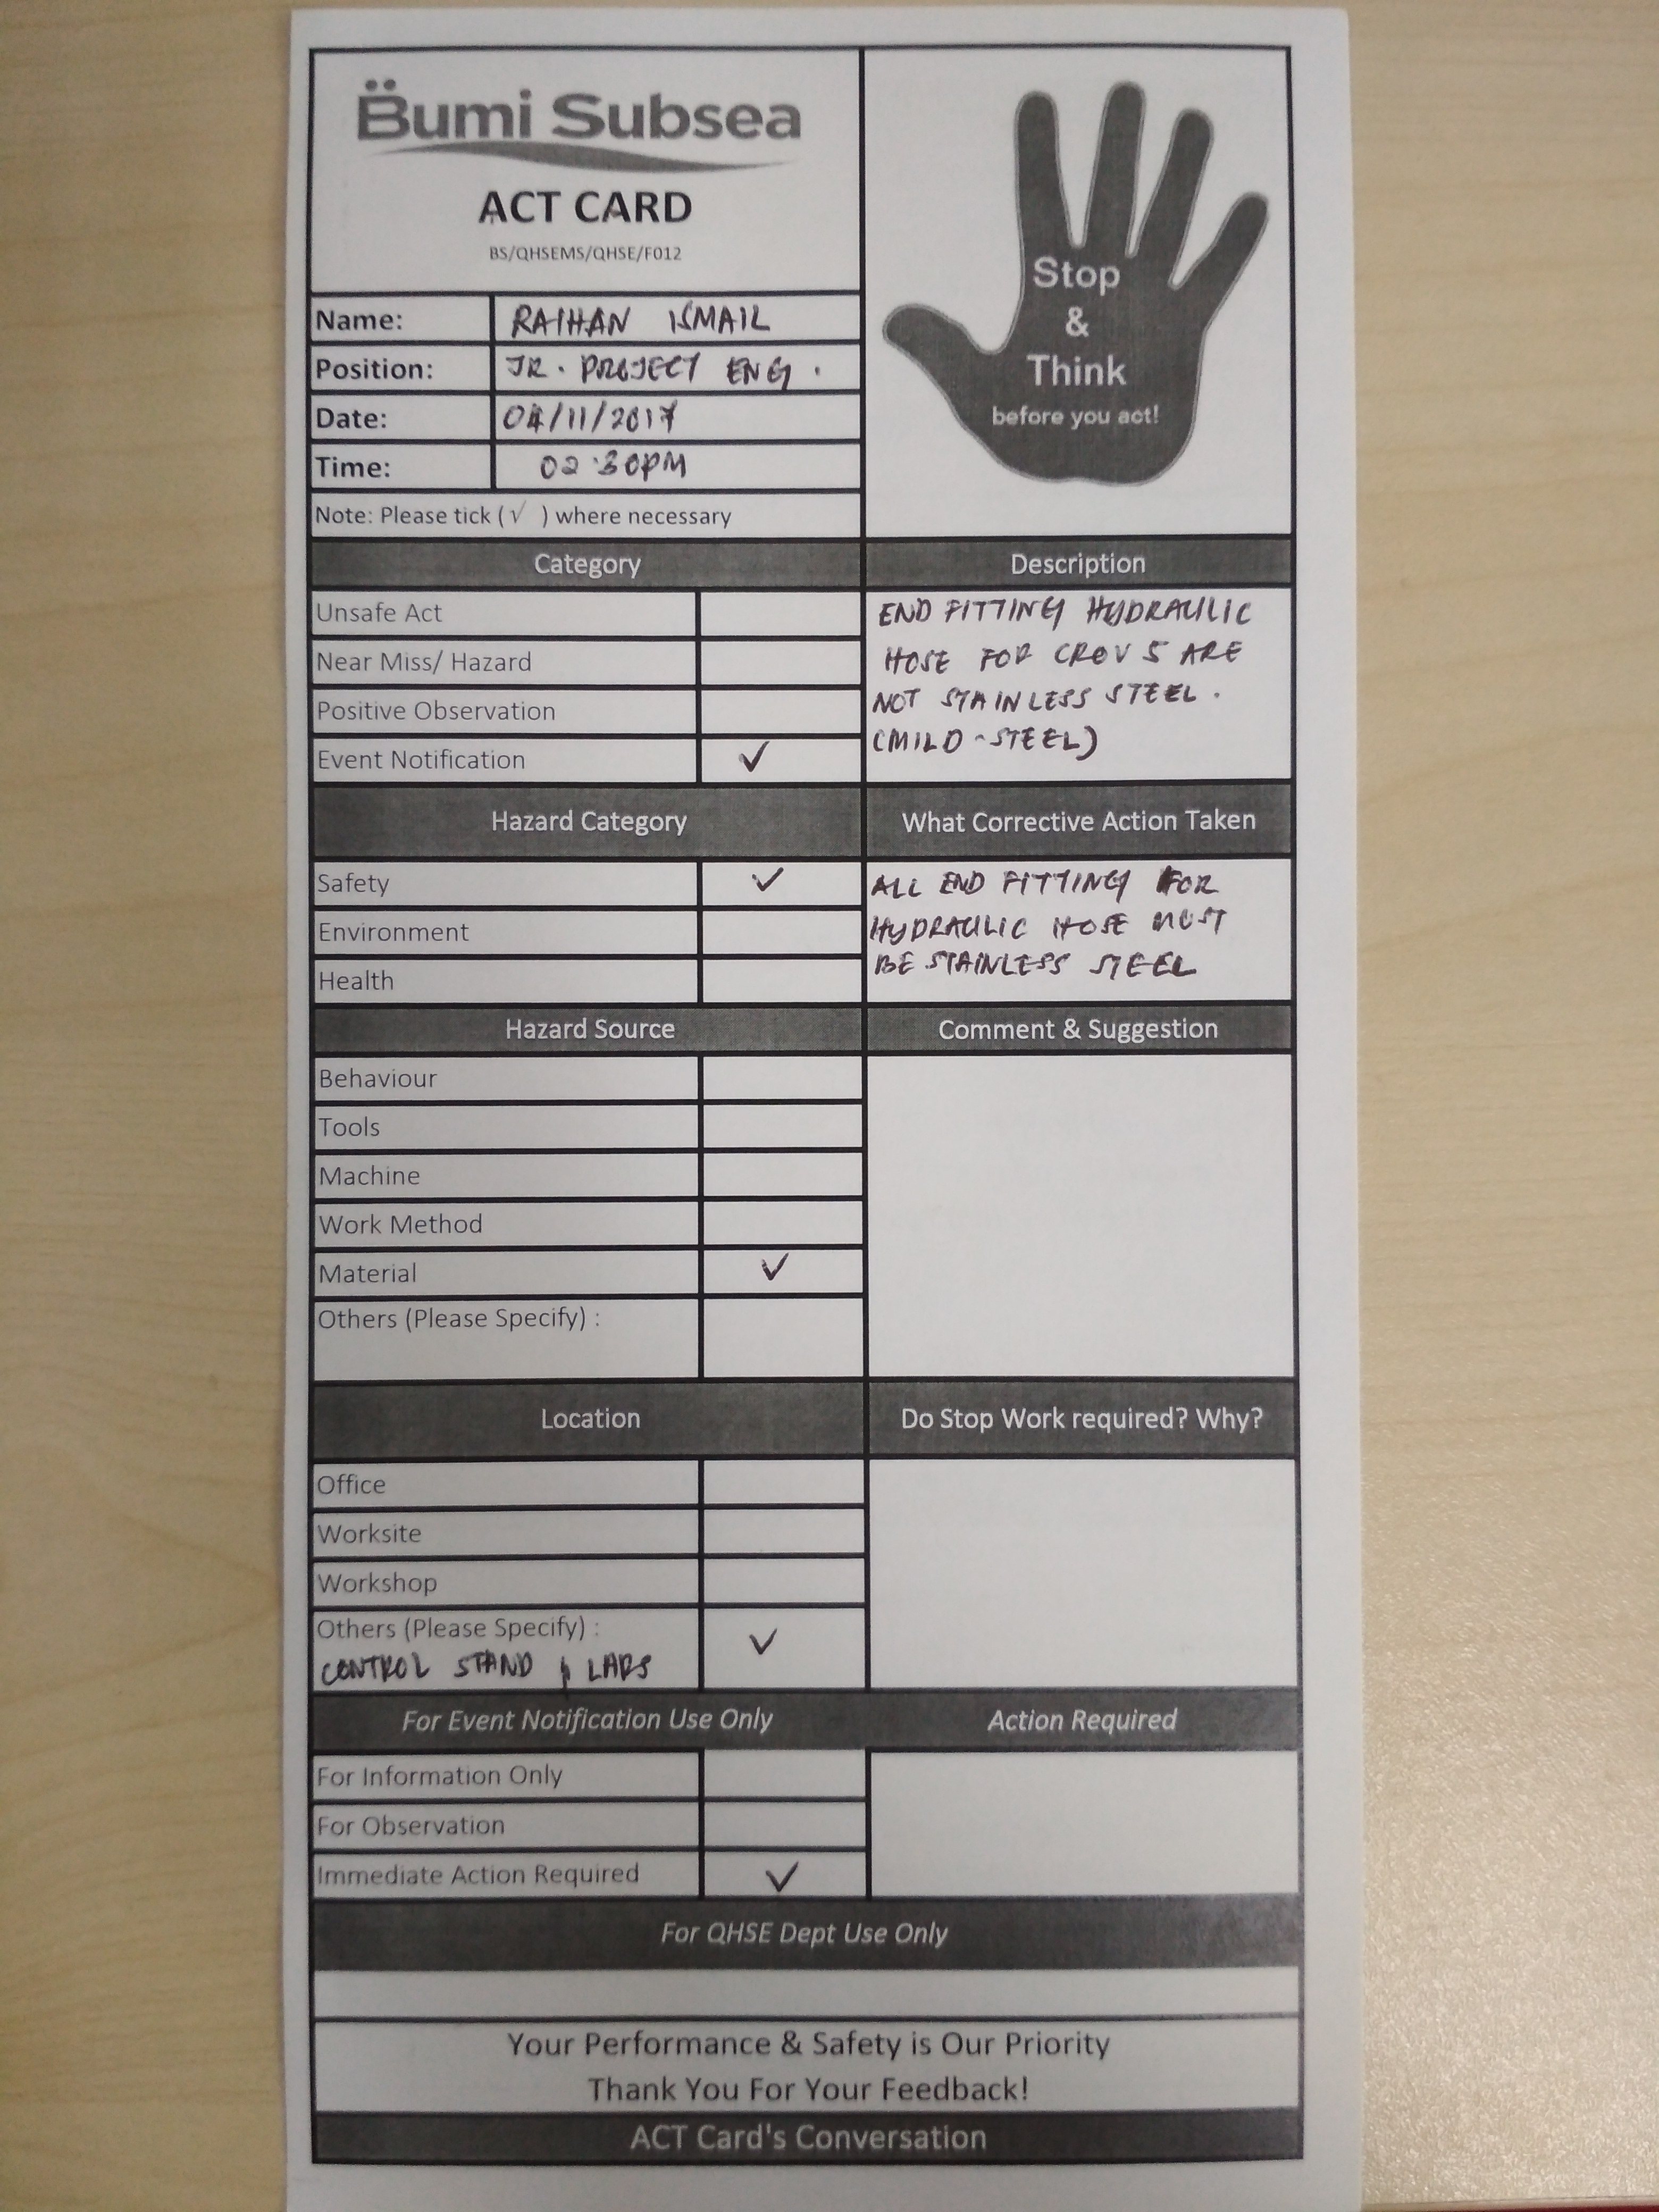 Bumi Subsea
ACT CARD
BS/QHSEMS/QHSE/F012
Stop
&
Think
before you act!
Name: RAIHAN ISMAIL
Position: JR. PROJECT ENG.
Date: 04/11/2017
Time: 02:30PM
Note: Please tick (√ ) where necessary
Category
Unsafe Act
Near Miss/ Hazard
Positive Observation
Event Notification ✓
Description
END FITTING HYDRAULIC
HOSE FOR CROV 5 ARE
NOT STAINLESS STEEL.
(MILD-STEEL)
Hazard Category
Safety ✓
Environment
Health
What Corrective Action Taken
ALL END FITTING FOR
HYDRAULIC HOSE MUST
BE STAINLESS STEEL
Hazard Source
Behaviour
Tools
Machine
Work Method
Material ✓
Others (Please Specify) :
Comment & Suggestion
Location
Office
Worksite
Workshop
Others (Please Specify) : ✓
CONTROL STAND & LARS
Do Stop Work required? Why?
For Event Notification Use Only
For Information Only
For Observation
Immediate Action Required ✓
Action Required
For QHSE Dept Use Only
Your Performance & Safety is Our Priority
Thank You For Your Feedback!
ACT Card's Conversation